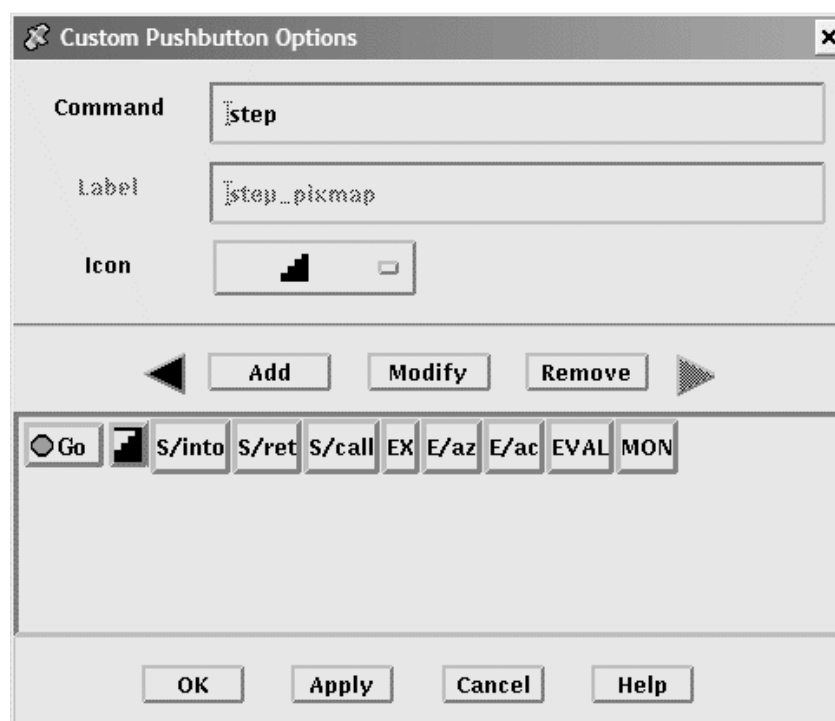 Custom Pushbutton Options
Command step
Label step_pixmap
Icon
Add Modify Remove
Go S/into S/ret S/call EX E/az E/ac EVAL MON
OK Apply Cancel Help